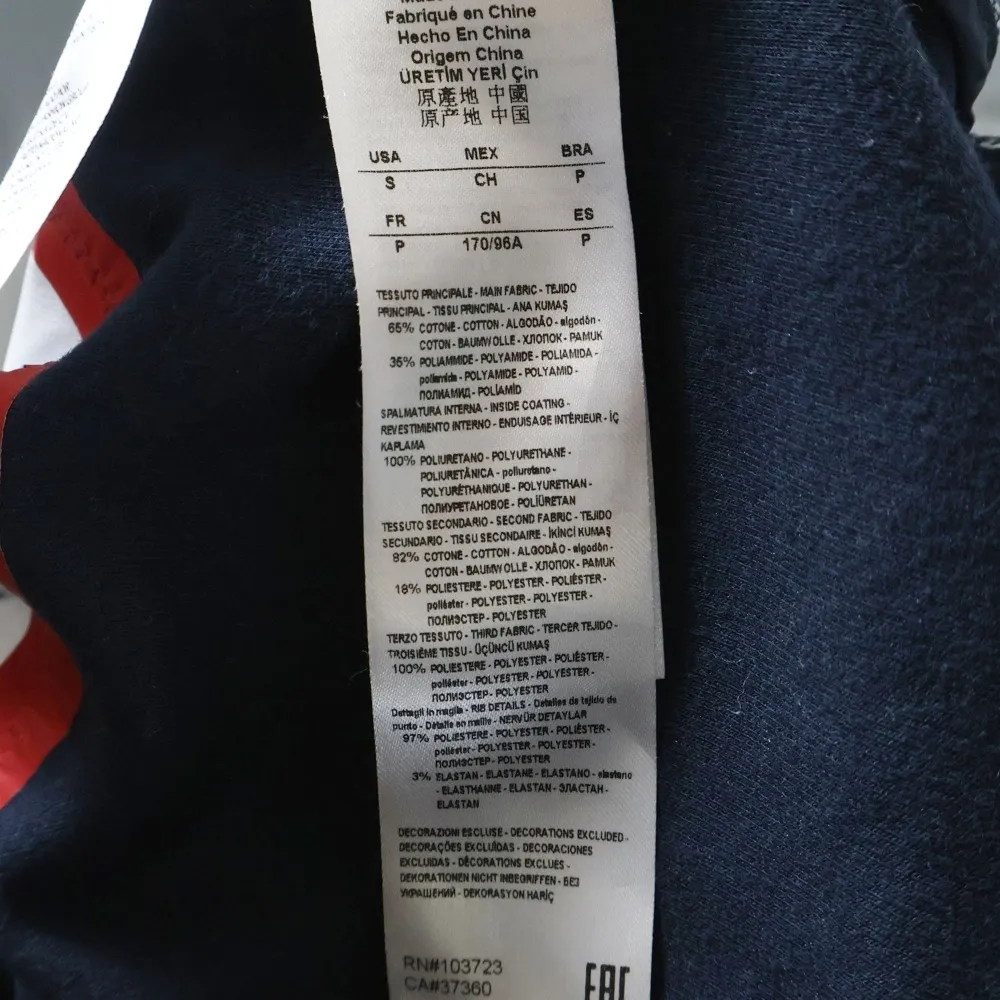 Fabriqué en Chine
Hecho En China
Origem China
ÜRETİM YERİ Çin
原產地 中國
原产地 中国
USA MEX BRA
S CH P
FR CN ES
P 170/96A P
TESSUTO PRINCIPALE - MAIN FABRIC - TEJIDO
PRINCIPAL - TISSU PRINCIPAL - ANA KUMAŞ
65% COTONE - COTTON - ALGODÃO - algodón -
COTON - BAUMWOLLE - ХЛОПОК - PAMUK
35% POLIAMMIDE - POLYAMIDE - POLIAMIDA -
poliamida - POLYAMIDE - POLYAMID -
ПОЛИАМИД - POLİAMİD
SPALMATURA INTERNA - INSIDE COATING -
REVESTIMIENTO INTERNO - ENDUISAGE INTÉRIEUR - İÇ
KAPLAMA
100% POLIURETANO - POLYURETHANE -
POLIURETÂNICA - poliuretano -
POLYURÉTHANIQUE - POLYURETHAN -
ПОЛИУРЕТАНОВОЕ - POLİÜRETAN
TESSUTO SECONDARIO - SECOND FABRIC - TEJIDO
SECUNDARIO - TISSU SECONDAIRE - İKİNCİ KUMAŞ
82% COTONE - COTTON - ALGODÃO - algodón -
COTON - BAUMWOLLE - ХЛОПОК - PAMUK
18% POLIESTERE - POLYESTER - POLIÉSTER -
poliéster - POLYESTER - POLYESTER -
ПОЛИЭСТЕР - POLYESTER
TERZO TESSUTO - THIRD FABRIC - TERCER TEJIDO -
TROISIÈME TISSU - ÜÇÜNCÜ KUMAŞ
100% POLIESTERE - POLYESTER - POLIÉSTER -
poliéster - POLYESTER - POLYESTER -
ПОЛИЭСТЕР - POLYESTER
Dettagli in maglia - RIB DETAILS - Detalles de tejido de
punto - Détails en maille - NERVÜR DETAYLAR
97% POLIESTERE - POLYESTER - POLIÉSTER -
poliéster - POLYESTER - POLYESTER -
ПОЛИЭСТЕР - POLYESTER
3% ELASTAN - ELASTANE - ELASTANO - elastano
- ELASTHANNE - ELASTAN - ЭЛАСТАН -
ELASTAN
DECORAZIONI ESCLUSE - DECORATIONS EXCLUDED -
DECORAÇÕES EXCLUÍDAS - DECORACIONES
EXCLUIDAS - DÉCORATIONS EXCLUES -
DEKORATIONEN NICHT INBEGRIFFEN - БЕЗ
УКРАШЕНИЙ - DEKORASYON HARİÇ
RN#103723
CA#37360
EAC